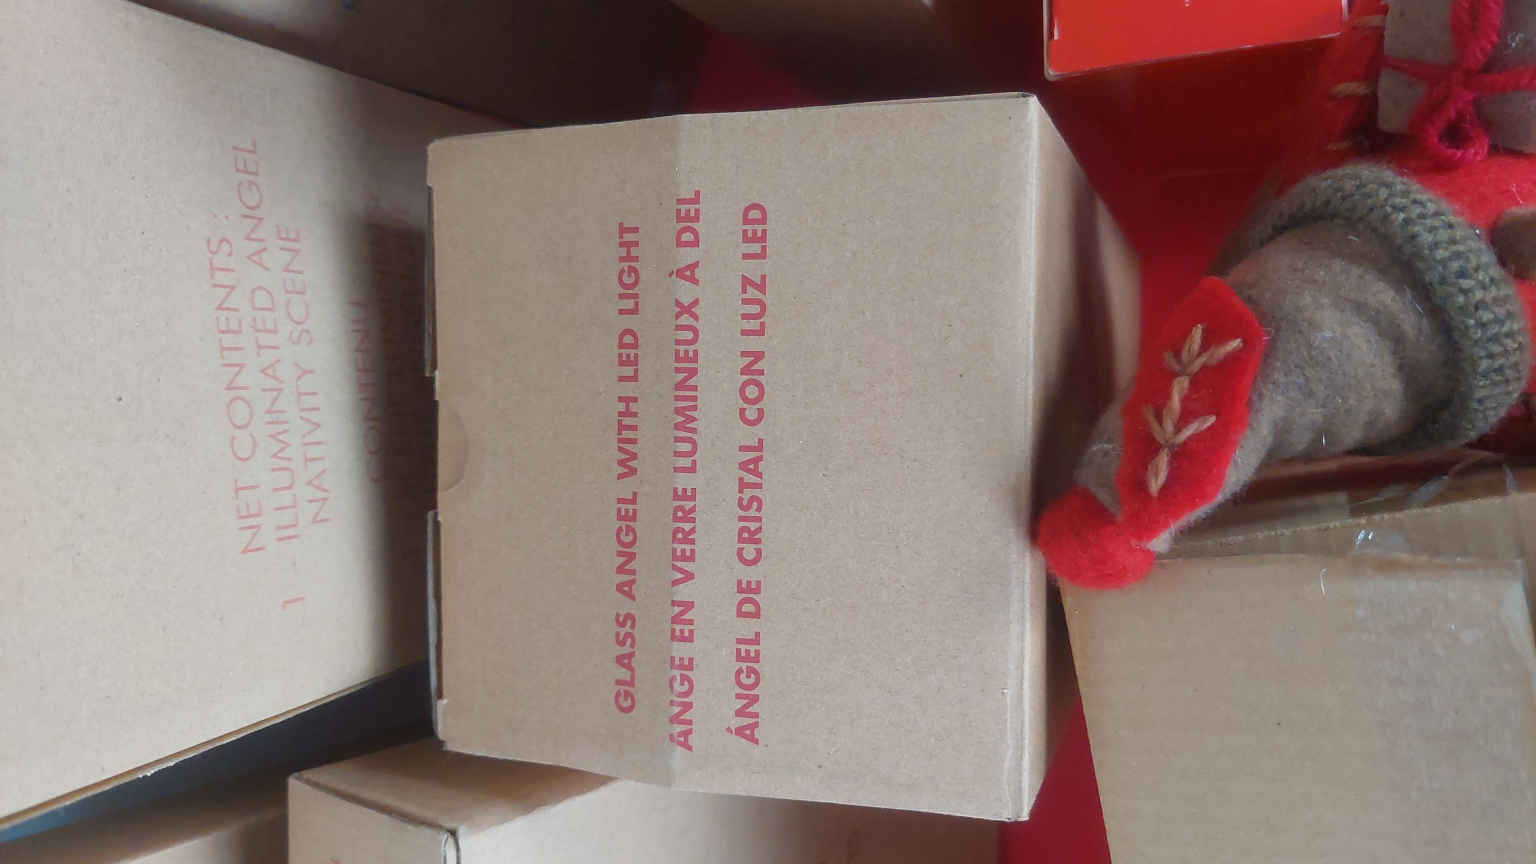 NET CONTENTS:
1 ILLUMINATED ANGEL
NATIVITY SCENE
CONTENU
GLASS ANGEL WITH LED LIGHT
ANGE EN VERRE LUMINEUX À DEL
ÁNGEL DE CRISTAL CON LUZ LED